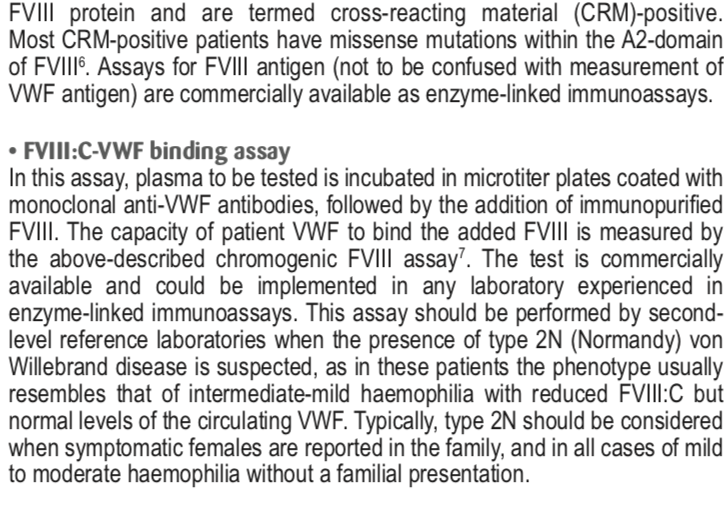 FVIII protein and are termed cross-reacting material (CRM)-positive.
Most CRM-positive patients have missense mutations within the A2-domain
of FVIII⁶. Assays for FVIII antigen (not to be confused with measurement of
VWF antigen) are commercially available as enzyme-linked immunoassays.
• FVIII:C-VWF binding assay
In this assay, plasma to be tested is incubated in microtiter plates coated with
monoclonal anti-VWF antibodies, followed by the addition of immunopurified
FVIII. The capacity of patient VWF to bind the added FVIII is measured by
the above-described chromogenic FVIII assay⁷. The test is commercially
available and could be implemented in any laboratory experienced in
enzyme-linked immunoassays. This assay should be performed by second-
level reference laboratories when the presence of type 2N (Normandy) von
Willebrand disease is suspected, as in these patients the phenotype usually
resembles that of intermediate-mild haemophilia with reduced FVIII:C but
normal levels of the circulating VWF. Typically, type 2N should be considered
when symptomatic females are reported in the family, and in all cases of mild
to moderate haemophilia without a familial presentation.